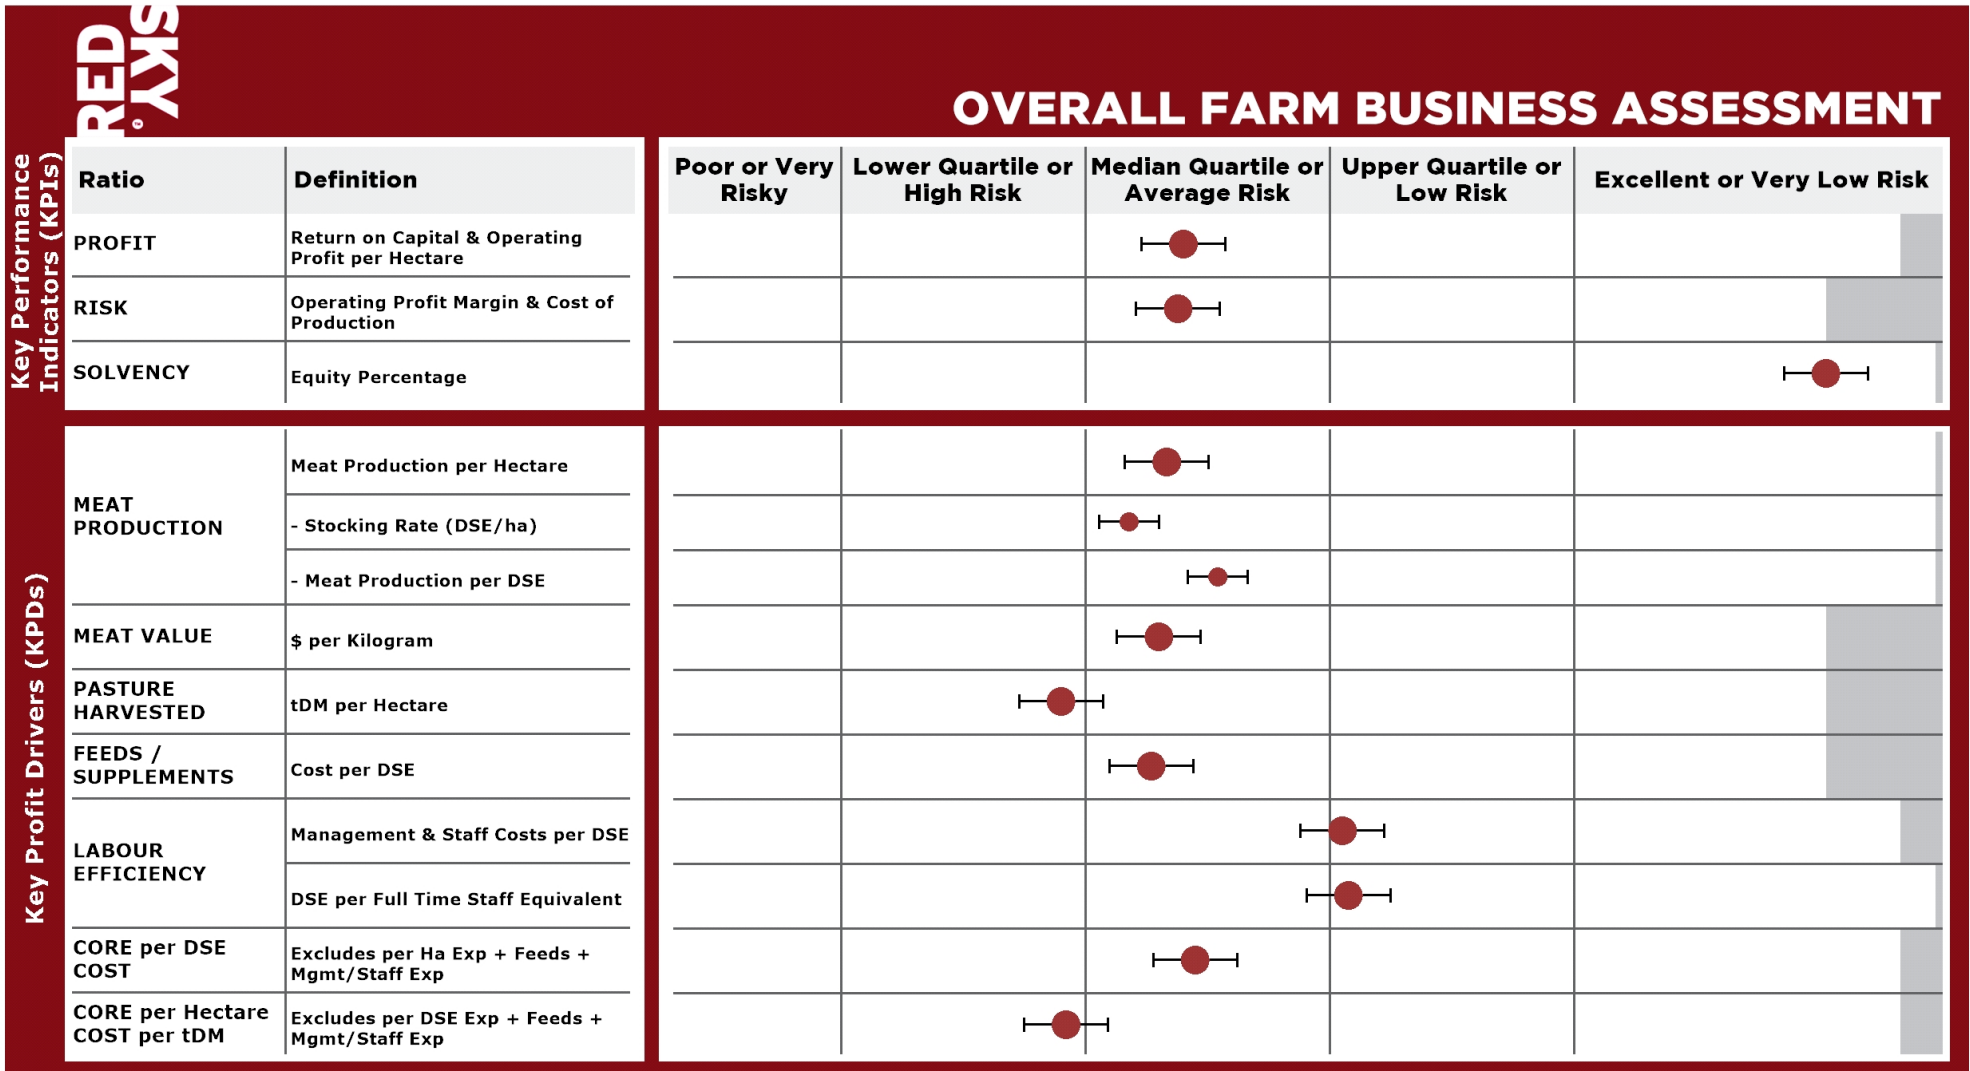 RED
SKY
™
OVERALL FARM BUSINESS ASSESSMENT
Key Performance
Indicators (KPIs)
Ratio
Definition
Poor or Very
Risky
Lower Quartile or
High Risk
Median Quartile or
Average Risk
Upper Quartile or
Low Risk
Excellent or Very Low Risk
PROFIT
Return on Capital & Operating
Profit per Hectare
RISK
Operating Profit Margin & Cost of
Production
SOLVENCY
Equity Percentage
Key Profit Drivers (KPDs)
MEAT
PRODUCTION
Meat Production per Hectare
- Stocking Rate (DSE/ha)
- Meat Production per DSE
MEAT VALUE
$ per Kilogram
PASTURE
HARVESTED
tDM per Hectare
FEEDS /
SUPPLEMENTS
Cost per DSE
LABOUR
EFFICIENCY
Management & Staff Costs per DSE
DSE per Full Time Staff Equivalent
CORE per DSE
COST
Excludes per Ha Exp + Feeds +
Mgmt/Staff Exp
CORE per Hectare
COST per tDM
Excludes per DSE Exp + Feeds +
Mgmt/Staff Exp